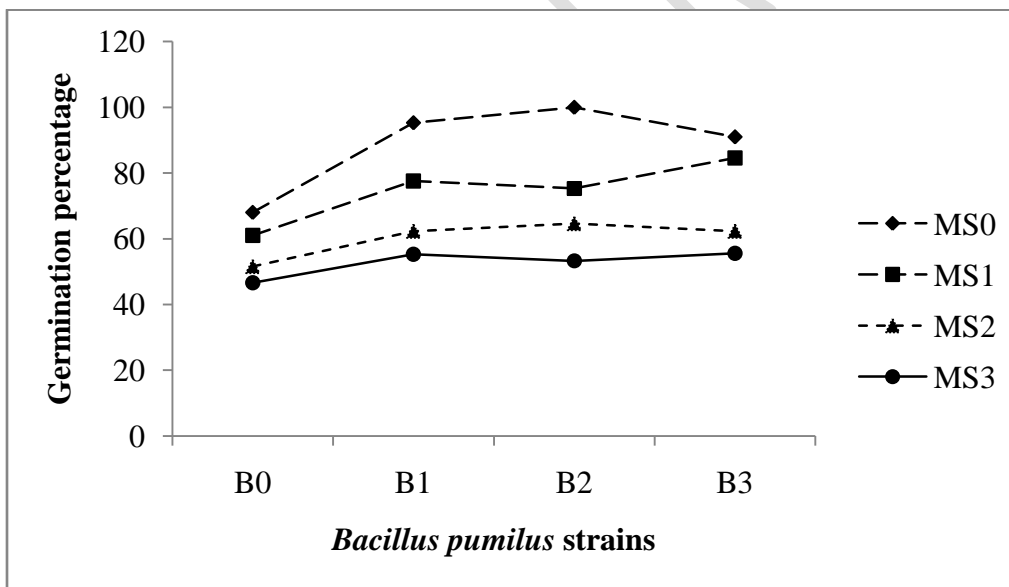 Germination percentage
120
100
80
60
40
20
0
B0 B1 B2 B3
Bacillus pumilus strains
MS0
MS1
MS2
MS3